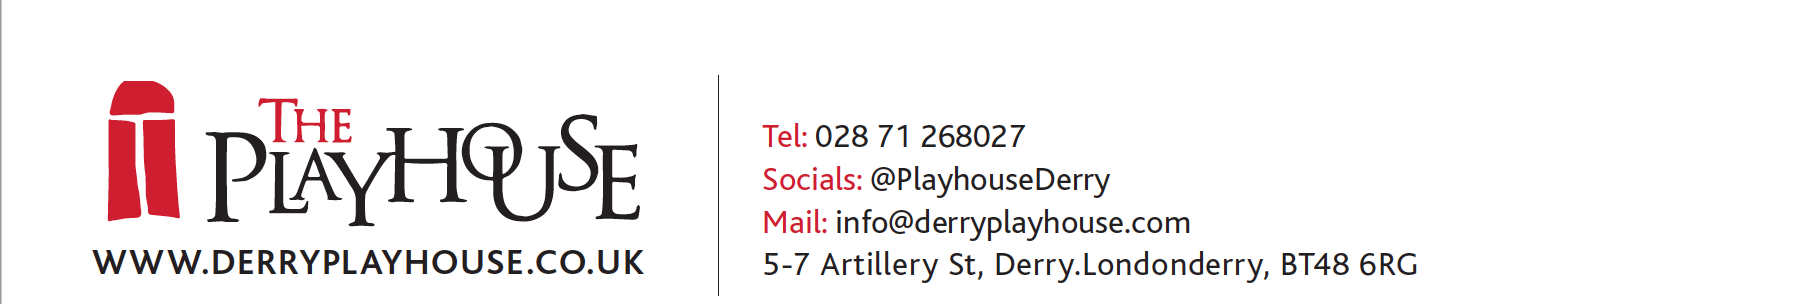 THE
PLAYHOUSE
WWW.DERRYPLAYHOUSE.CO.UK
Tel: 028 71 268027
Socials: @PlayhouseDerry
Mail: info@derryplayhouse.com
5-7 Artillery St, Derry.Londonderry, BT48 6RG